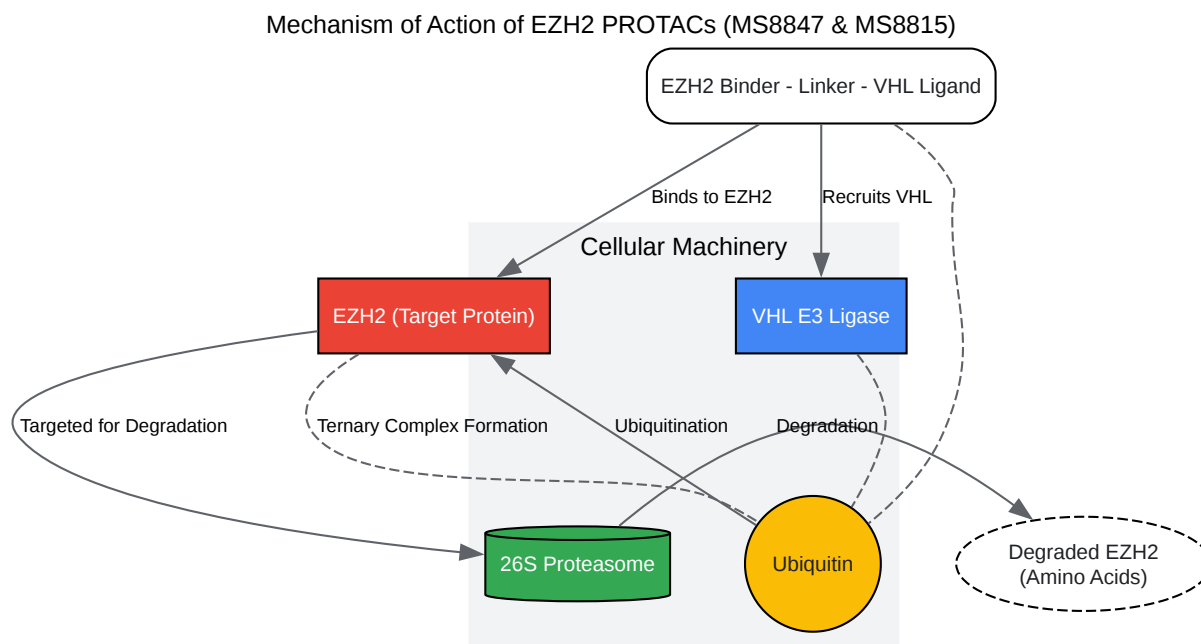 Mechanism of Action of EZH2 PROTACs (MS8847 & MS8815)
EZH2 Binder - Linker - VHL Ligand
Binds to EZH2
Recruits VHL
Cellular Machinery
EZH2 (Target Protein)
VHL E3 Ligase
Targeted for Degradation
Ternary Complex Formation
Ubiquitination
Degradation
26S Proteasome
Ubiquitin
Degraded EZH2
(Amino Acids)